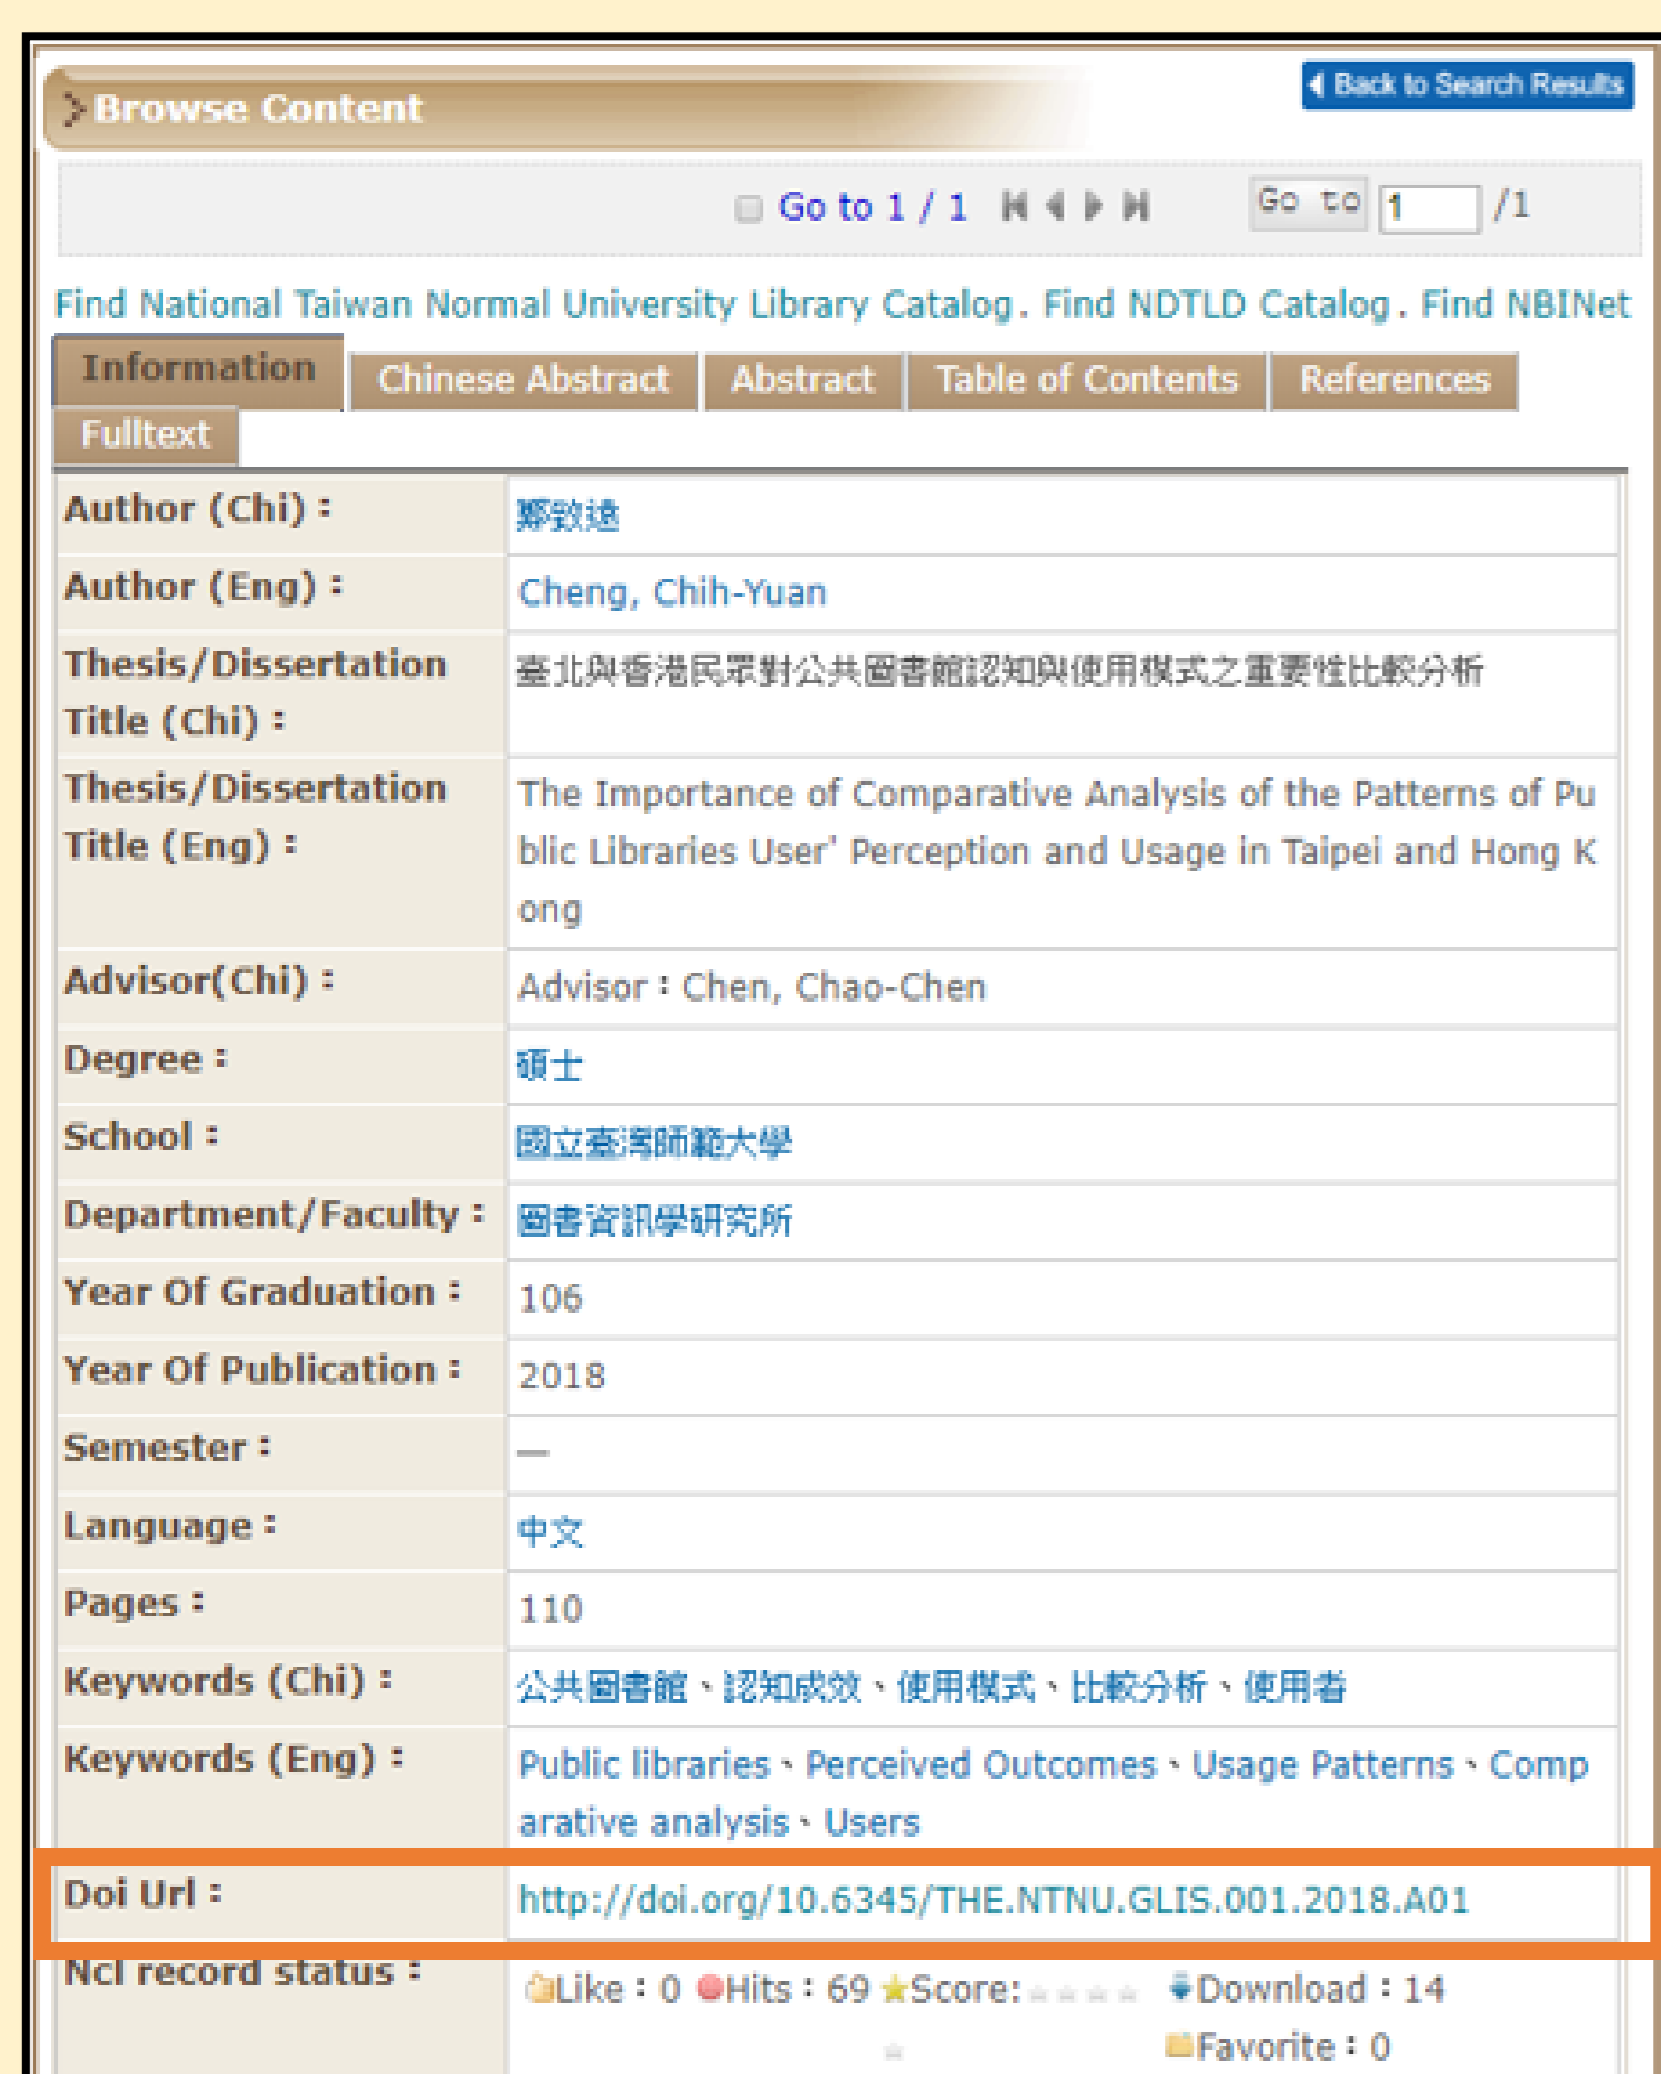 Browse Content
Back to Search Results
Go to 1 / 1 Go to 1 /1
Find National Taiwan Normal University Library Catalog. Find NDTLD Catalog. Find NBINet
Information Chinese Abstract Abstract Table of Contents References
Fulltext
Author (Chi)： 鄭致遠
Author (Eng)： Cheng, Chih-Yuan
Thesis/Dissertation
Title (Chi)： 臺北與香港民眾對公共圖書館認知與使用模式之重要性比較分析
Thesis/Dissertation
Title (Eng)： The Importance of Comparative Analysis of the Patterns of Pu
blic Libraries User' Perception and Usage in Taipei and Hong K
ong
Advisor(Chi)： Advisor：Chen, Chao-Chen
Degree： 碩士
School： 國立臺灣師範大學
Department/Faculty： 圖書資訊學研究所
Year Of Graduation： 106
Year Of Publication： 2018
Semester： —
Language： 中文
Pages： 110
Keywords (Chi)： 公共圖書館、認知成效、使用模式、比較分析、使用者
Keywords (Eng)： Public libraries、Perceived Outcomes、Usage Patterns、Comp
arative analysis、Users
Doi Url： http://doi.org/10.6345/THE.NTNU.GLIS.001.2018.A01
Ncl record status： Like：0 Hits：69 Score: Download：14
Favorite：0